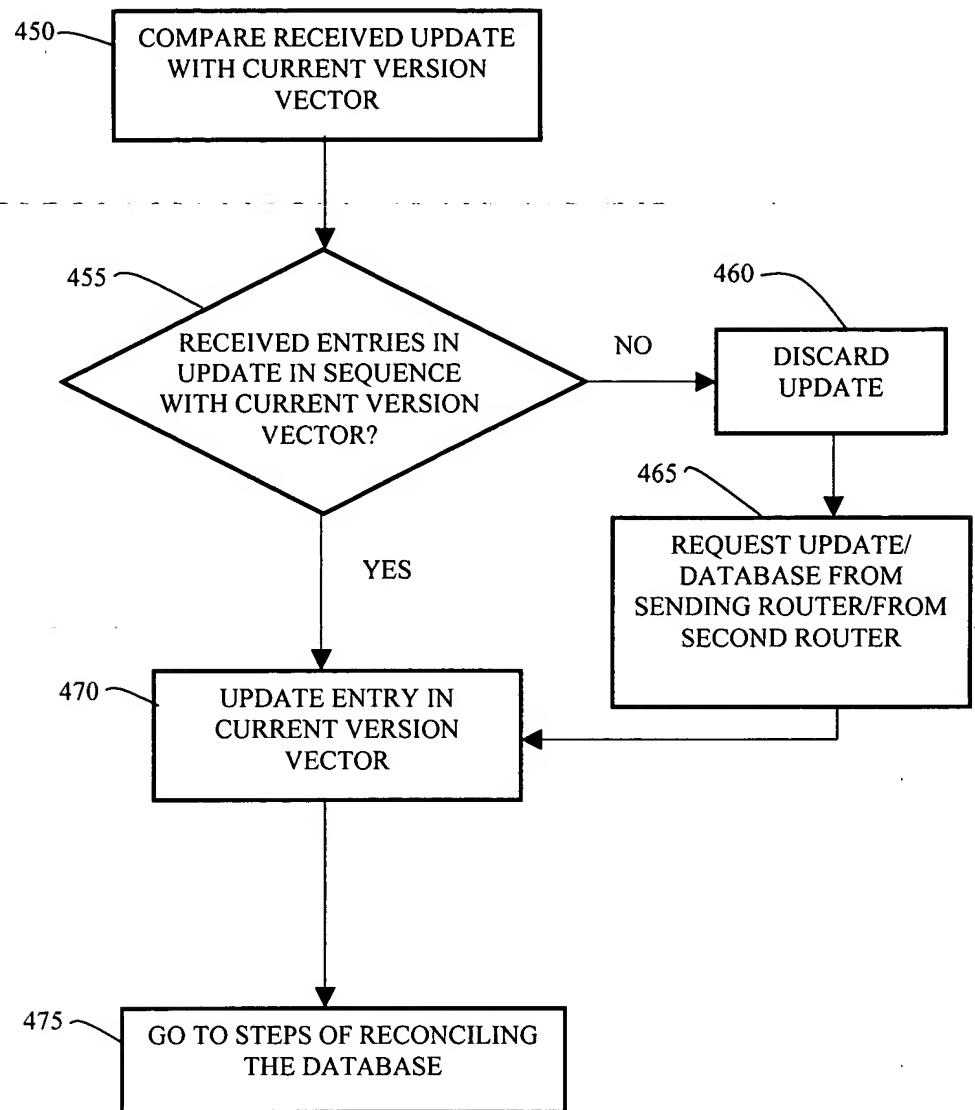 450
COMPARE RECEIVED UPDATE
WITH CURRENT VERSION
VECTOR
455
RECEIVED ENTRIES IN
UPDATE IN SEQUENCE
WITH CURRENT VERSION
VECTOR?
NO
460
DISCARD
UPDATE
465
REQUEST UPDATE/
DATABASE FROM
SENDING ROUTER/FROM
SECOND ROUTER
YES
470
UPDATE ENTRY IN
CURRENT VERSION
VECTOR
475
GO TO STEPS OF RECONCILING
THE DATABASE